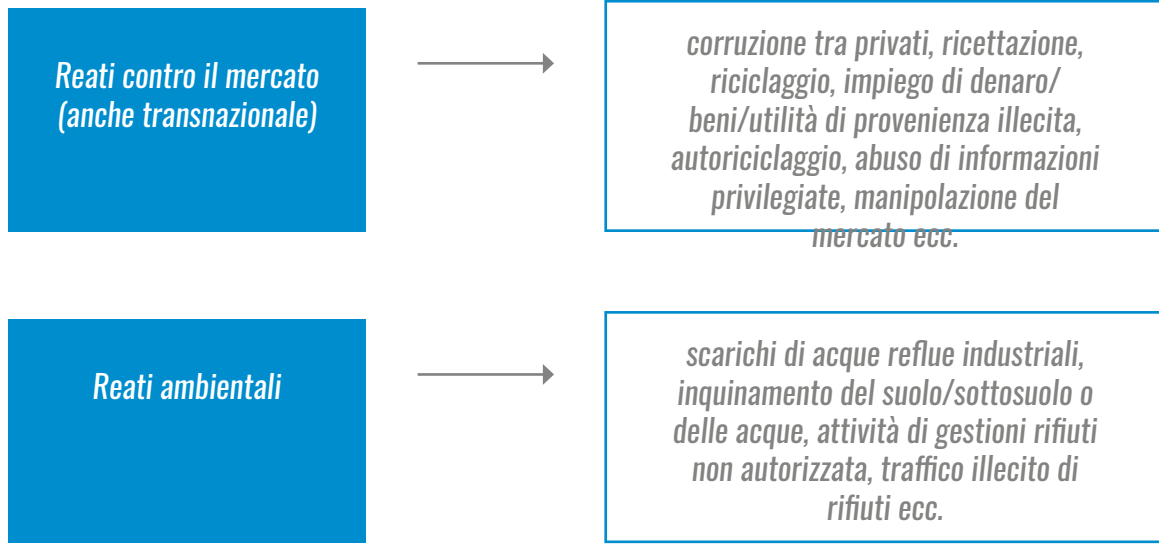 Reati contro il mercato
(anche transnazionale)
corruzione tra privati, ricettazione,
riciclaggio, impiego di denaro/
beni/utilità di provenienza illecita,
autoriciclaggio, abuso di informazioni
privilegiate, manipolazione del
mercato ecc.
Reati ambientali
scarichi di acque reflue industriali,
inquinamento del suolo/sottosuolo o
delle acque, attività di gestioni rifiuti
non autorizzata, traffico illecito di
rifiuti ecc.